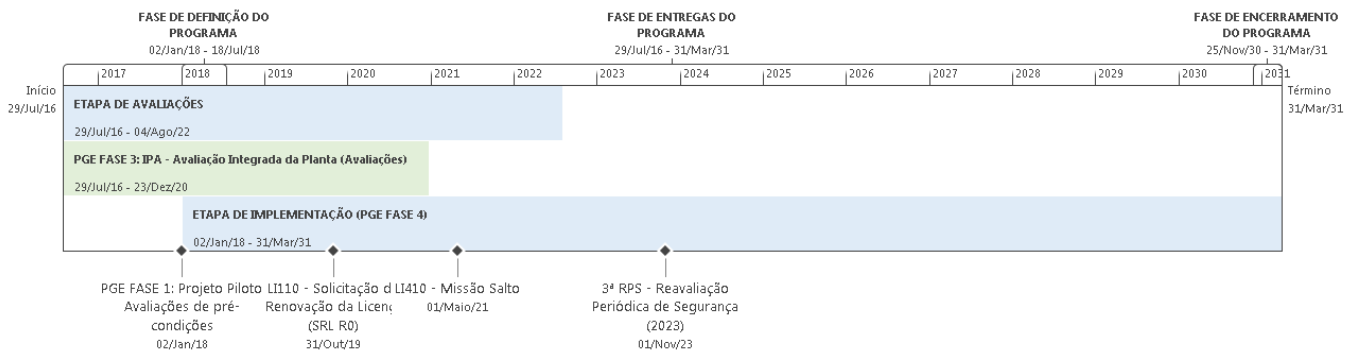 FASE DE DEFINIÇÃO DO
PROGRAMA
02/Jan/18 - 18/Jul/18
FASE DE ENTREGAS DO
PROGRAMA
29/Jul/16 - 31/Mar/31
FASE DE ENCERRAMENTO
DO PROGRAMA
25/Nov/30 - 31/Mar/31
2017 2018 2019 2020 2021 2022 2023 2024 2025 2026 2027 2028 2029 2030 2031
Início
29/Jul/16
Término
31/Mar/31
ETAPA DE AVALIAÇÕES
29/Jul/16 - 04/Ago/22
PGE FASE 3: IPA - Avaliação Integrada da Planta (Avaliações)
29/Jul/16 - 23/Dez/20
ETAPA DE IMPLEMENTAÇÃO (PGE FASE 4)
02/Jan/18 - 31/Mar/31
PGE FASE 1: Projeto Piloto
Avaliações de pré-
condições
02/Jan/18
LI110 - Solicitação d
Renovação da Licenç
(SRL R0)
31/Out/19
LI410 - Missão Salto
01/Maio/21
3ª RPS - Reavaliação
Periódica de Segurança
(2023)
01/Nov/23